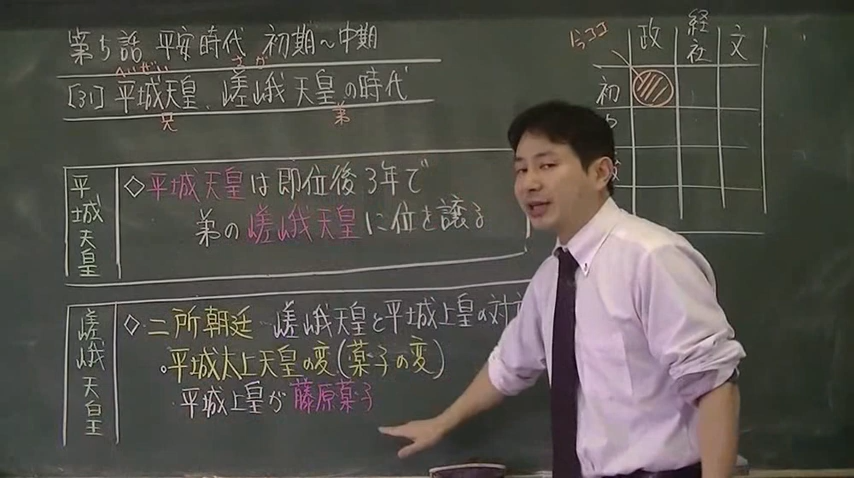 第5話 平安時代 初期~中期
[31] 平城天皇、嵯峨天皇の時代
へいぜい
さが
兄
弟
平城天皇
◇平城天皇は即位後3年で
弟の嵯峨天皇に位を譲る
嵯峨天皇
◇二所朝廷 嵯峨天皇と平城上皇の対
・平城太上天皇の変(薬子の変)
・平城上皇が藤原薬子
今ココ
政
経社
文
初